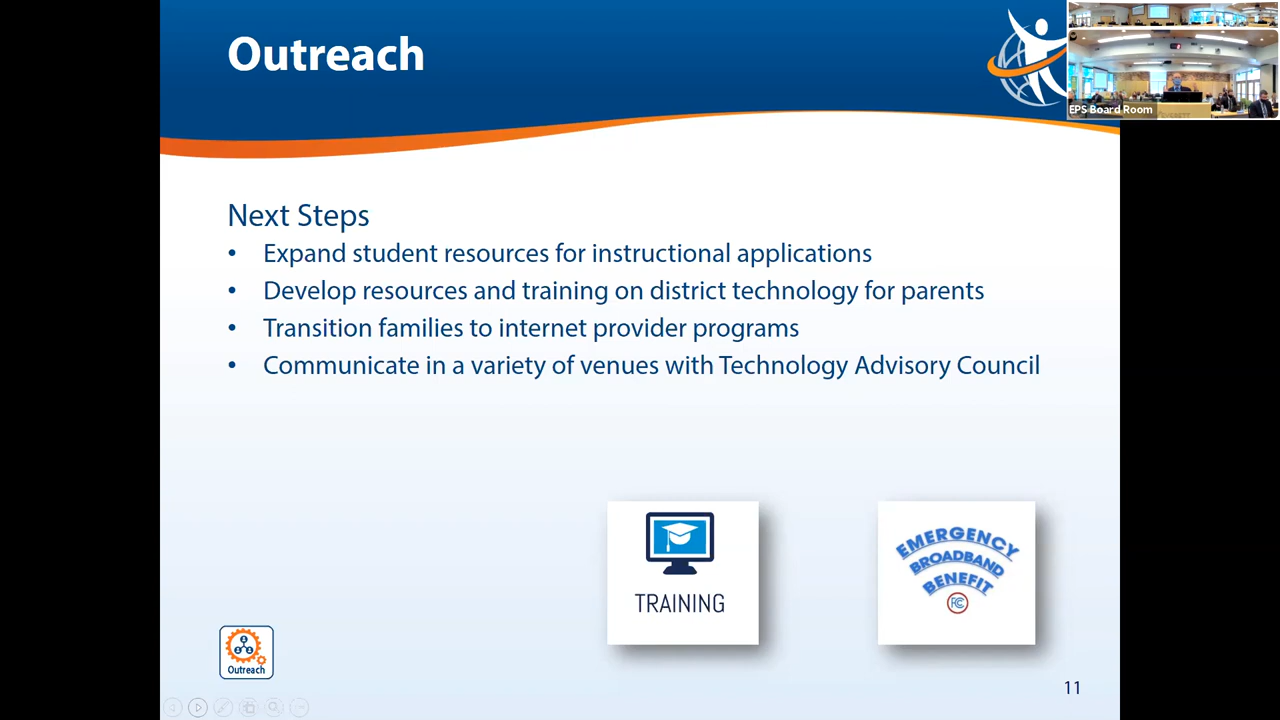 Outreach
EPS Board Room
Next Steps
• Expand student resources for instructional applications
• Develop resources and training on district technology for parents
• Transition families to internet provider programs
• Communicate in a variety of venues with Technology Advisory Council
TRAINING
EMERGENCY
BROADBAND
BENEFIT
FCC
Outreach
11